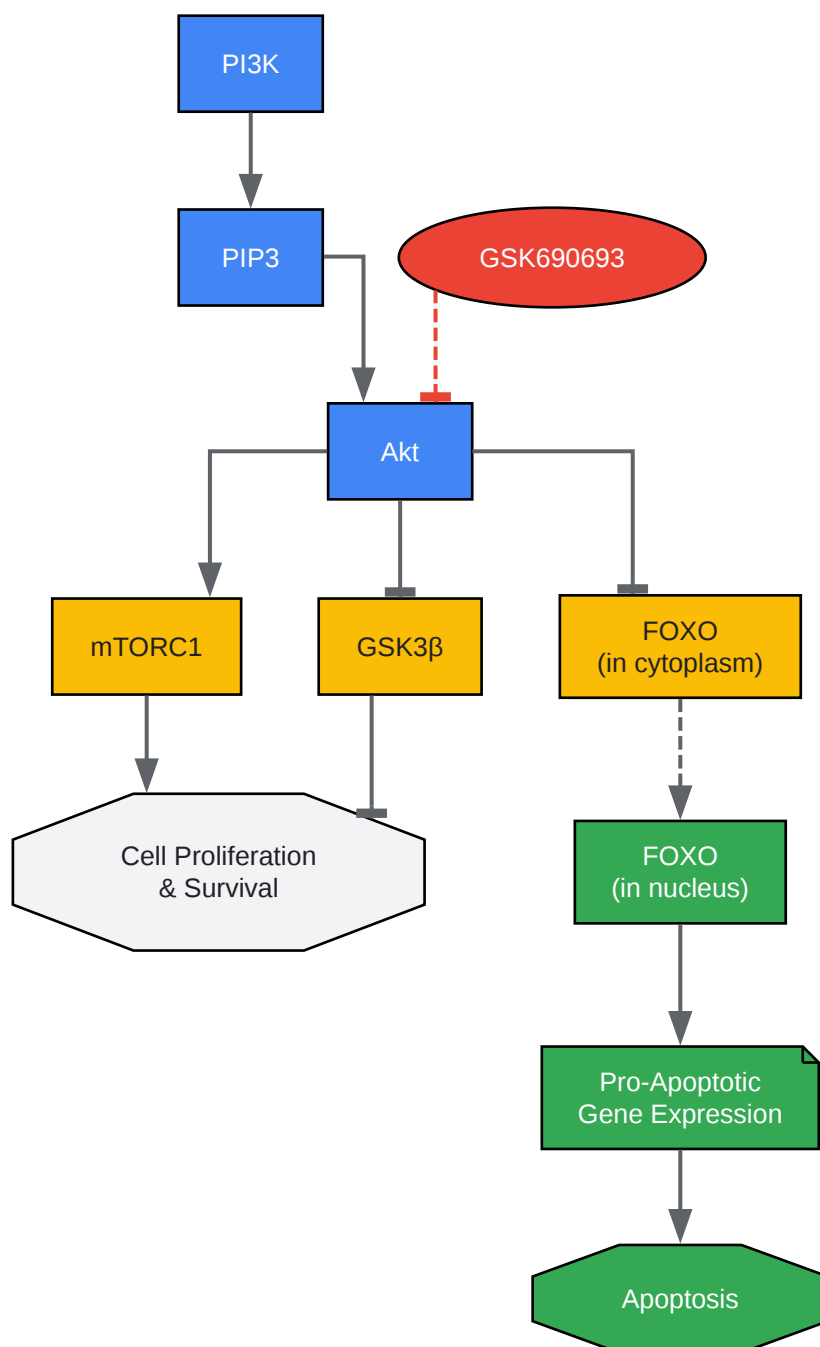 PI3K
PIP3
GSK690693
Akt
mTORC1
GSK3β
FOXO
(in cytoplasm)
Cell Proliferation
& Survival
FOXO
(in nucleus)
Pro-Apoptotic
Gene Expression
Apoptosis